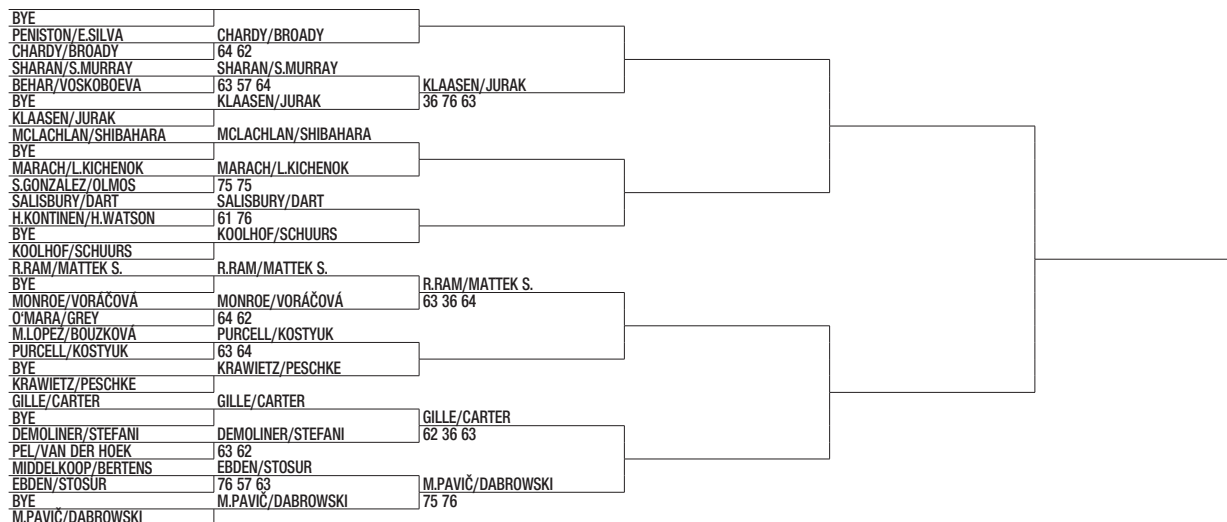 BYE
PENISTON/E.SILVA CHARDY/BROADY
CHARDY/BROADY 64 62
SHARAN/S.MURRAY SHARAN/S.MURRAY
BEHAR/VOSKOBOEVA 63 57 64 KLAASEN/JURAK
BYE KLAASEN/JURAK 36 76 63
KLAASEN/JURAK
MCLACHLAN/SHIBAHARA MCLACHLAN/SHIBAHARA
BYE
MARACH/L.KICHENOK MARACH/L.KICHENOK
S.GONZALEZ/OLMOS 75 75
SALISBURY/DART SALISBURY/DART
H.KONTINEN/H.WATSON 61 76
BYE KOOLHOF/SCHUURS
KOOLHOF/SCHUURS
R.RAM/MATTEK S. R.RAM/MATTEK S.
BYE R.RAM/MATTEK S.
MONROE/VORÁČOVÁ MONROE/VORÁČOVÁ 63 36 64
O'MARA/GREY 64 62
M.LOPEZ/BOUZKOVÁ PURCELL/KOSTYUK
PURCELL/KOSTYUK 63 64
BYE KRAWIETZ/PESCHKE
KRAWIETZ/PESCHKE
GILLE/CARTER GILLE/CARTER
BYE GILLE/CARTER
DEMOLINER/STEFANI DEMOLINER/STEFANI 62 36 63
PEL/VAN DER HOEK 63 62
MIDDELKOOP/BERTENS EBDEN/STOSUR
EBDEN/STOSUR 76 57 63 M.PAVIČ/DABROWSKI
BYE M.PAVIČ/DABROWSKI 75 76
M.PAVIČ/DABROWSKI